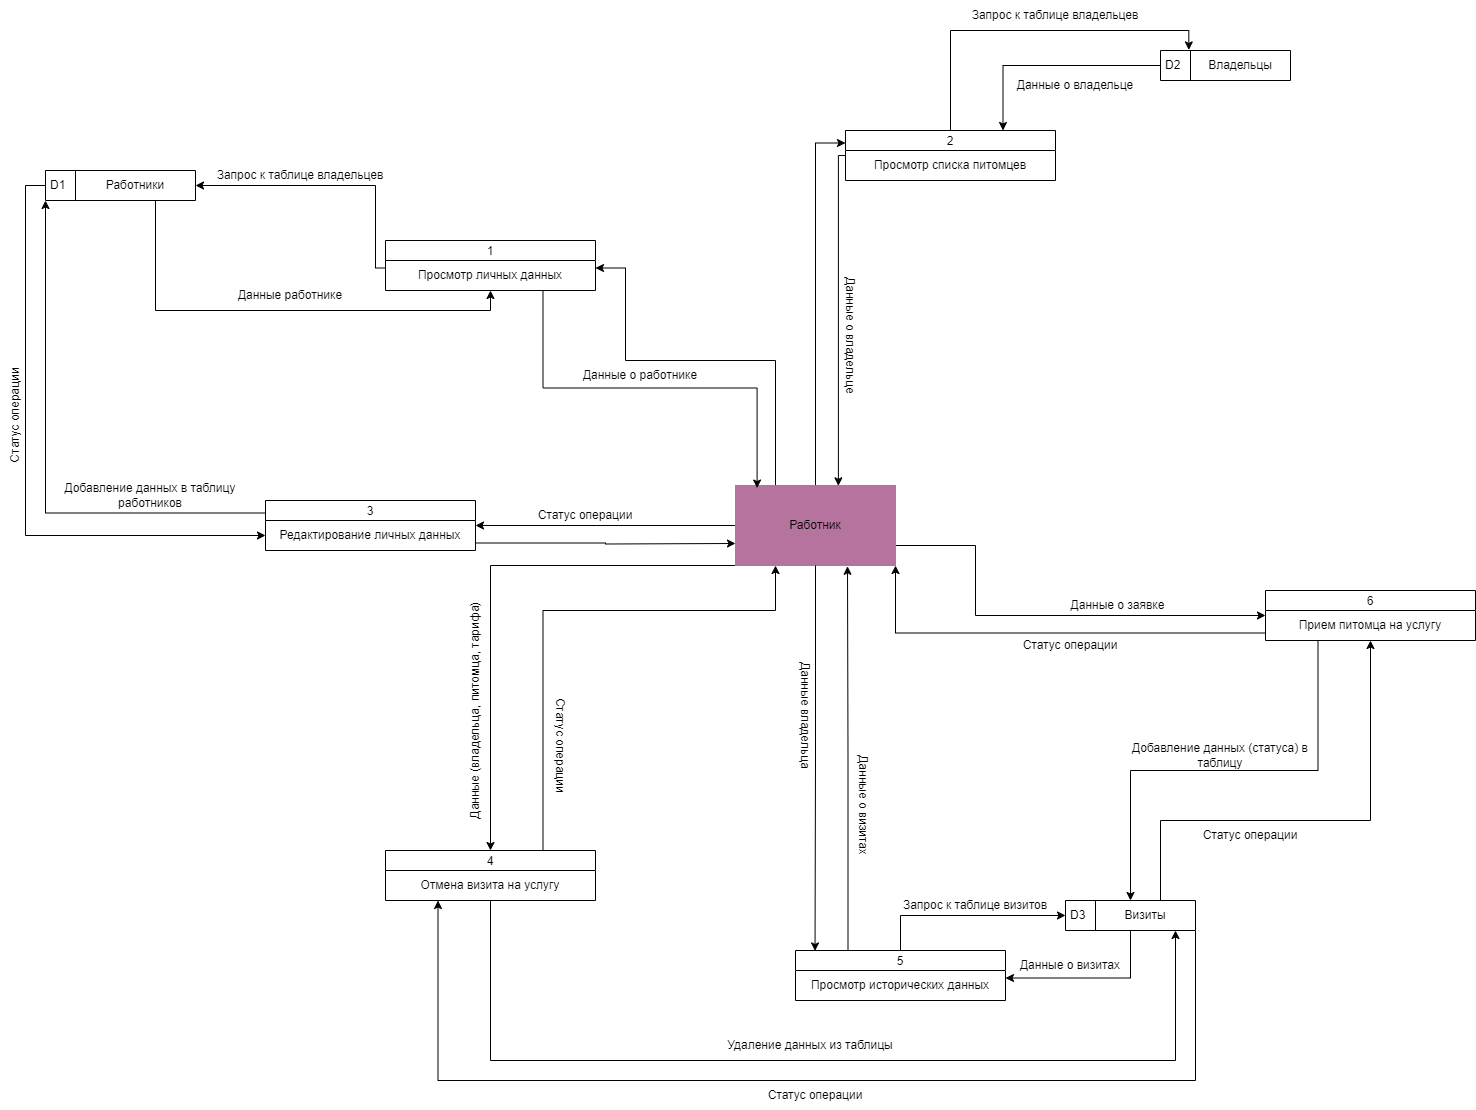 Запрос к таблице владельцев
D2
Владельцы
Данные о владельце
2
Просмотр списка питомцев
D1
Работники
Запрос к таблице владельцев
1
Просмотр личных данных
Данные работнике
Данные о владельце
Данные о работнике
Статус операции
Добавление данных в таблицу
работников
3
Редактирование личных данных
Статус операции
Работник
Данные о заявке
6
Прием питомца на услугу
Статус операции
Данные (владельца, питомца, тарифа)
Статус операции
Данные владельца
Данные о визитах
Добавление данных (статуса) в
таблицу
Статус операции
4
Отмена визита на услугу
Запрос к таблице визитов
D3
Визиты
5
Просмотр исторических данных
Данные о визитах
Удаление данных из таблицы
Статус операции